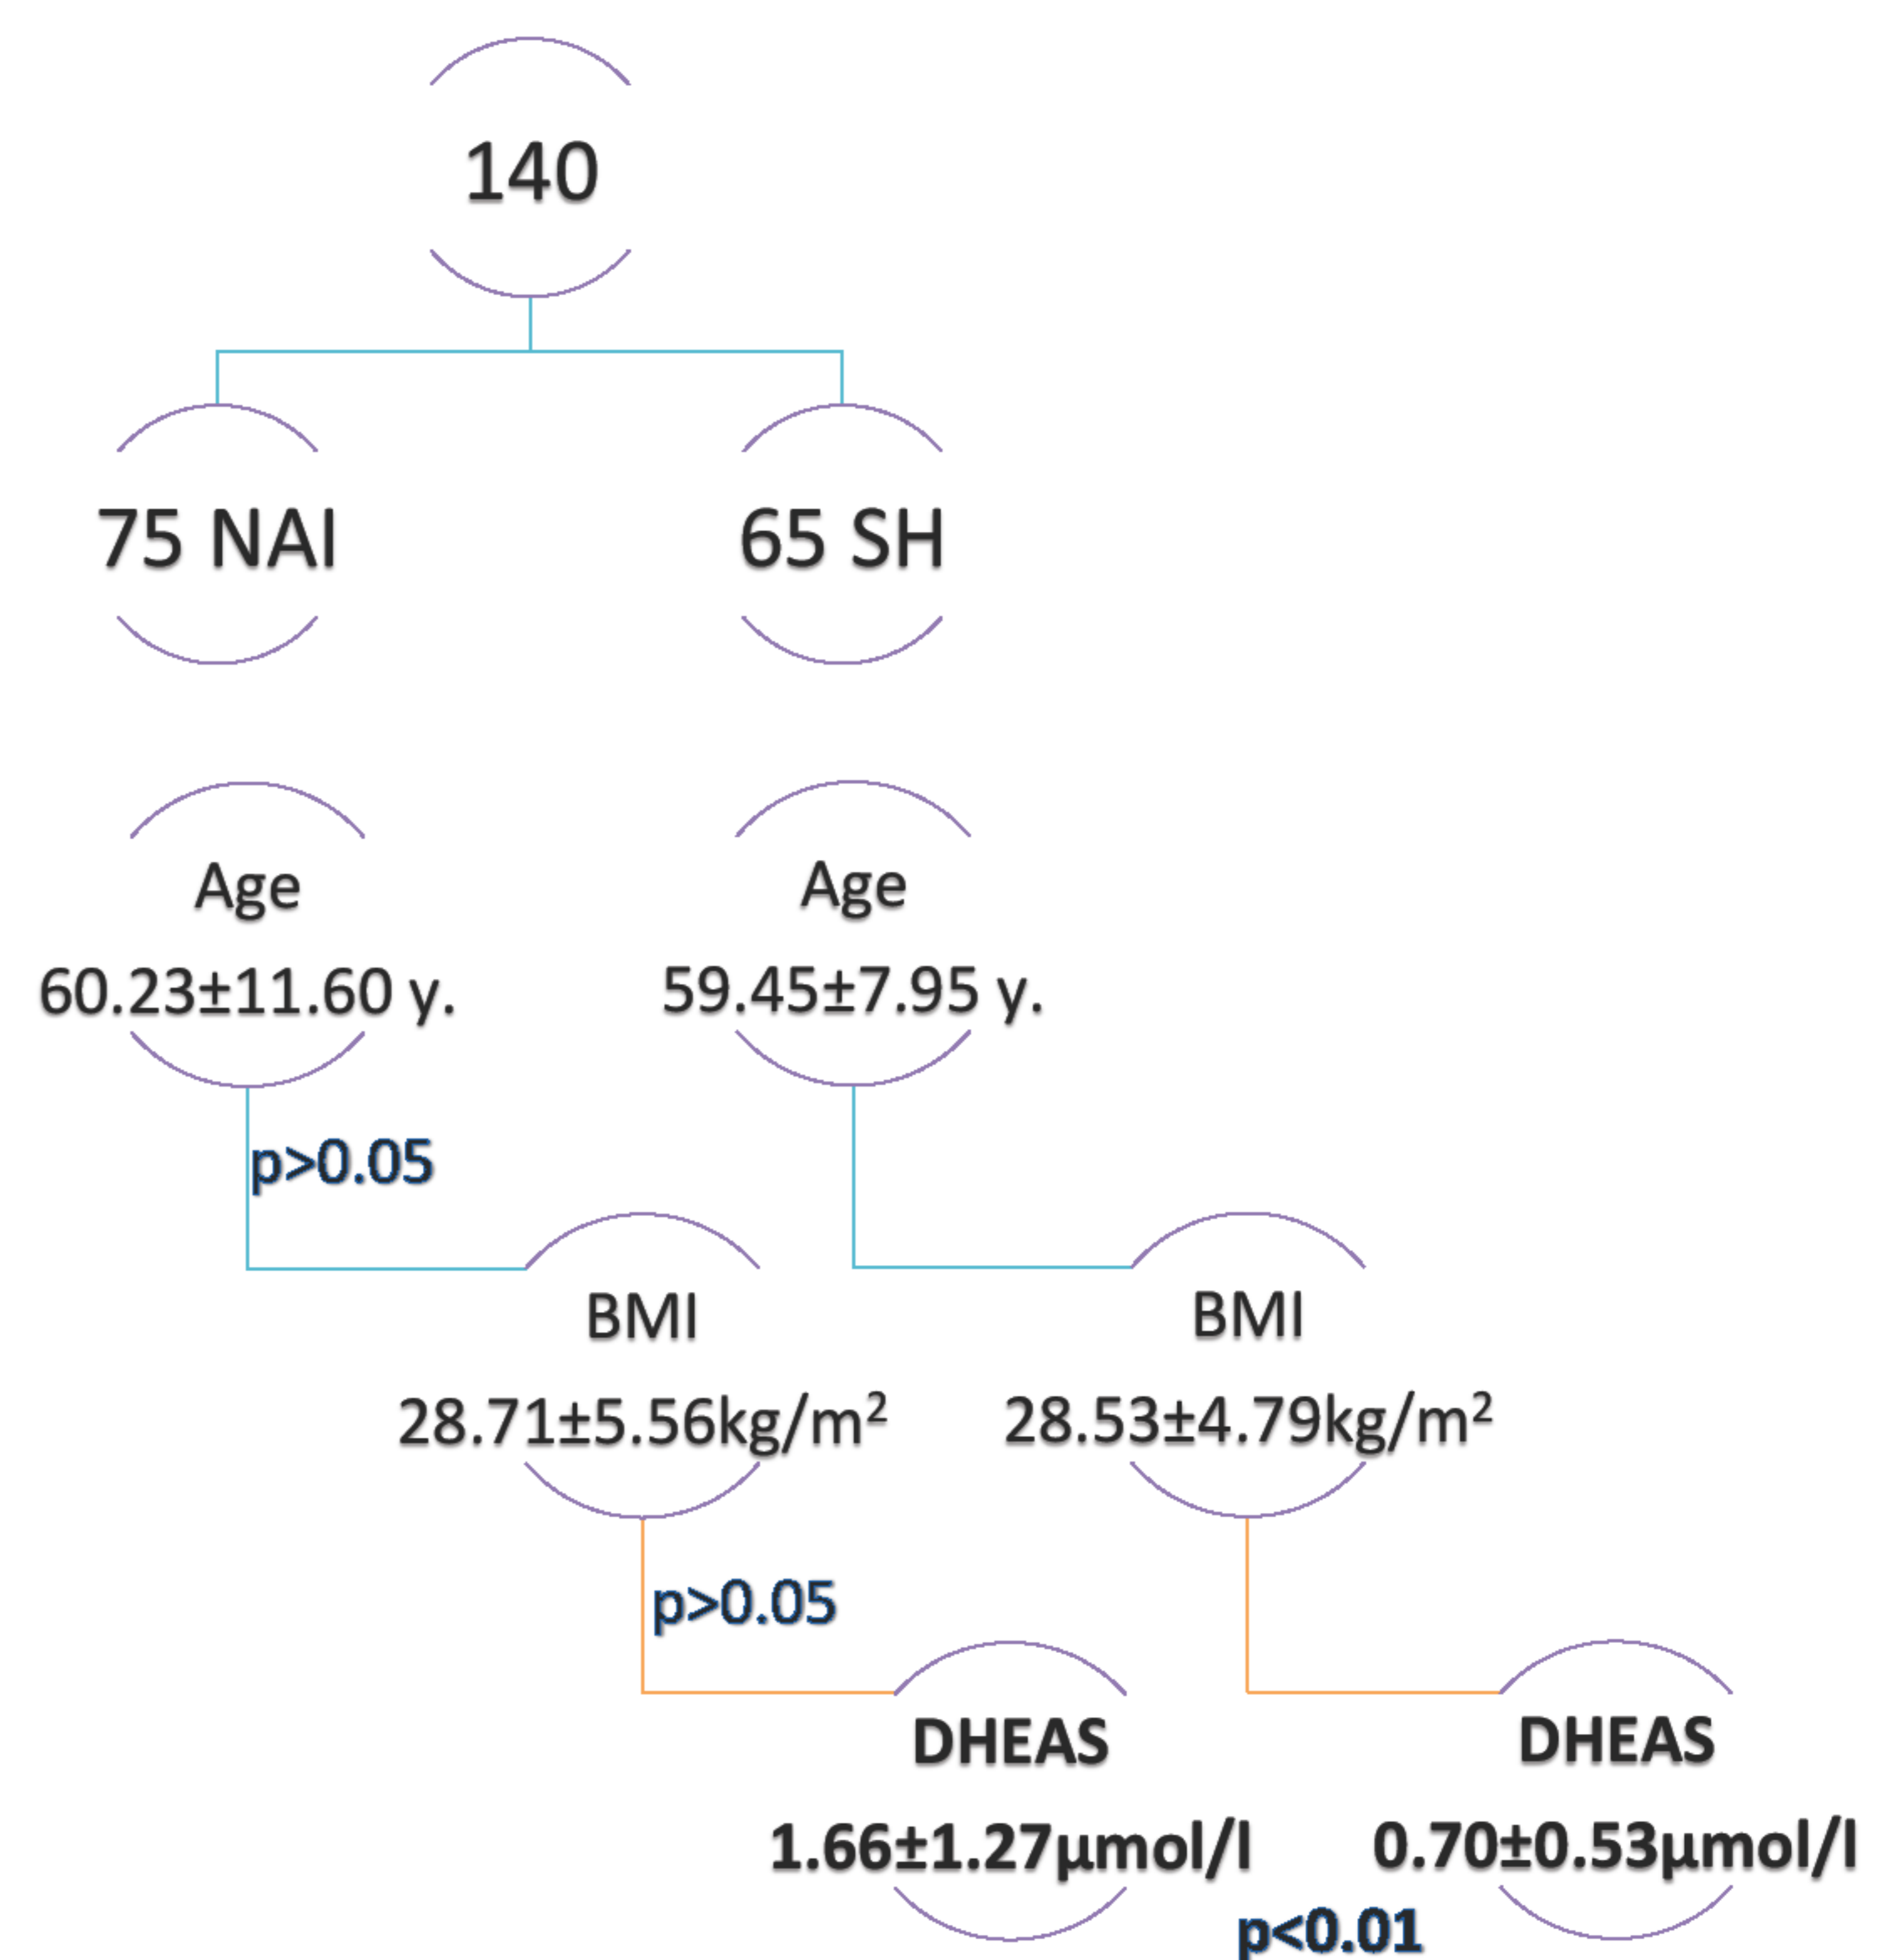 140
75 NAI
65 SH
Age
60.23±11.60 y.
Age
59.45±7.95 y.
p>0.05
BMI
28.71±5.56kg/m²
BMI
28.53±4.79kg/m²
p>0.05
DHEAS
1.66±1.27µmol/l
DHEAS
0.70±0.53µmol/l
p<0.01